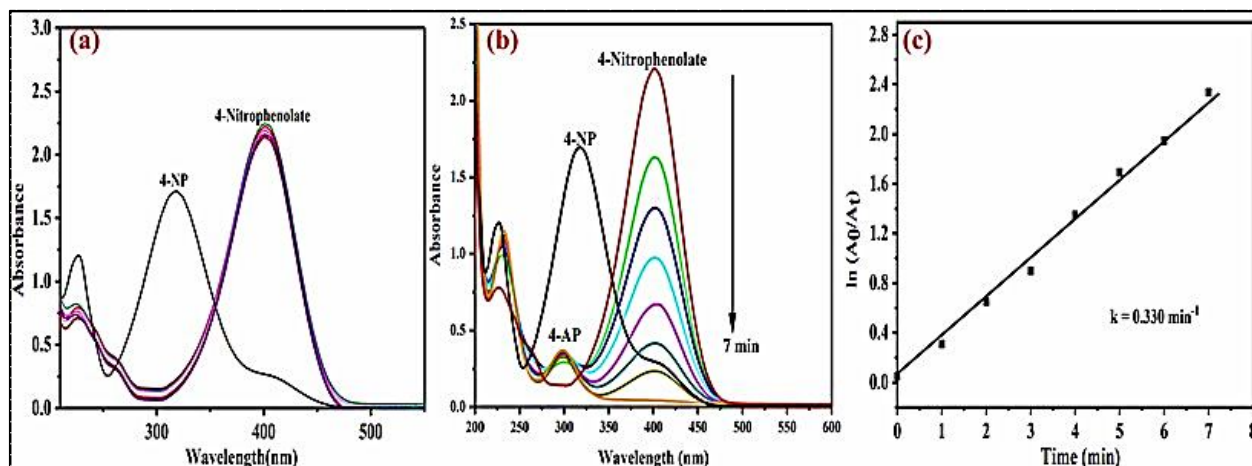 (a)
3.0
2.5
2.0
1.5
1.0
0.5
0.0
Absorbance
4-NP
4-Nitrophenolate
300
400
500
Wavelength(nm)
(b)
2.5
2.0
1.5
1.0
0.5
0.0
Absorbance
4-Nitrophenolate
4-NP
4-AP
7 min
200
250
300
350
400
450
500
550
600
Wavelength (nm)
(c)
2.8
2.4
1.6
1.2
0.4
0.0
ln (A0/At)
k = 0.330 min-1
0
1
2
3
4
5
6
7
8
Time (min)